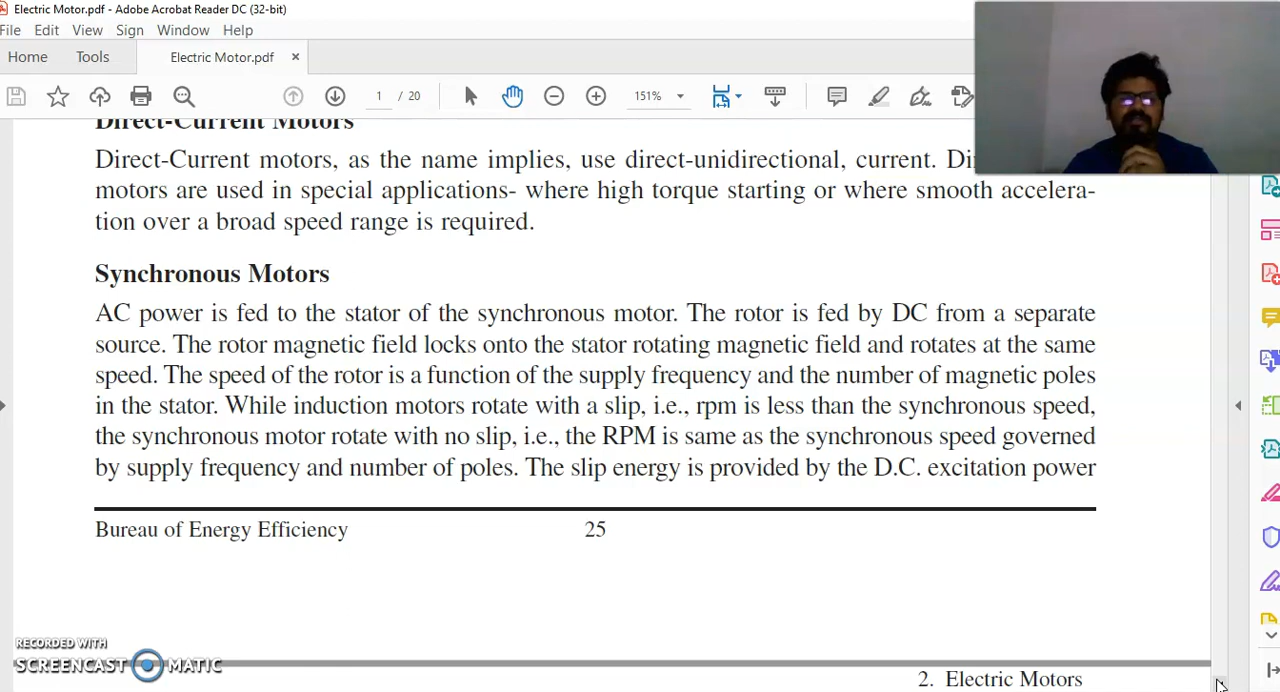 Electric Motor.pdf - Adobe Acrobat Reader DC (32-bit)
File Edit View Sign Window Help
Home Tools Electric Motor.pdf ×
1 / 20 151%
Direct-Current Motors
Direct-Current motors, as the name implies, use direct-unidirectional, current.
motors are used in special applications- where high torque starting or where smooth accelera-
tion over a broad speed range is required.
Synchronous Motors
AC power is fed to the stator of the synchronous motor. The rotor is fed by DC from a separate
source. The rotor magnetic field locks onto the stator rotating magnetic field and rotates at the same
speed. The speed of the rotor is a function of the supply frequency and the number of magnetic poles
in the stator. While induction motors rotate with a slip, i.e., rpm is less than the synchronous speed,
the synchronous motor rotate with no slip, i.e., the RPM is same as the synchronous speed governed
by supply frequency and number of poles. The slip energy is provided by the D.C. excitation power
Bureau of Energy Efficiency 25
RECORDED WITH
SCREENCAST MATIC
2. Electric Motors